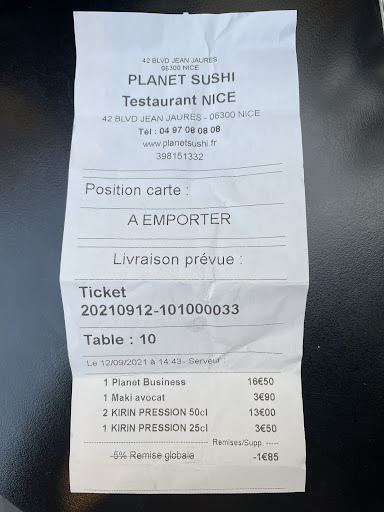 42 BLVD JEAN JAURES
06300 NICE
PLANET SUSHI
Testaurant NICE
42 BLVD JEAN JAURES - 06300 NICE
Tél : 04 97 08 08 08
www.planetsushi.fr
398151332
Position carte :
A EMPORTER
Livraison prévue :
Ticket
20210912-101000033
Table : 10
Le 12/09/2021 à 14:43- Serveur :
1 Planet Business 16€50
1 Maki avocat 3€90
2 KIRIN PRESSION 50cl 13€00
1 KIRIN PRESSION 25cl 3€50
Remises/Supp.
-5% Remise globale -1€85